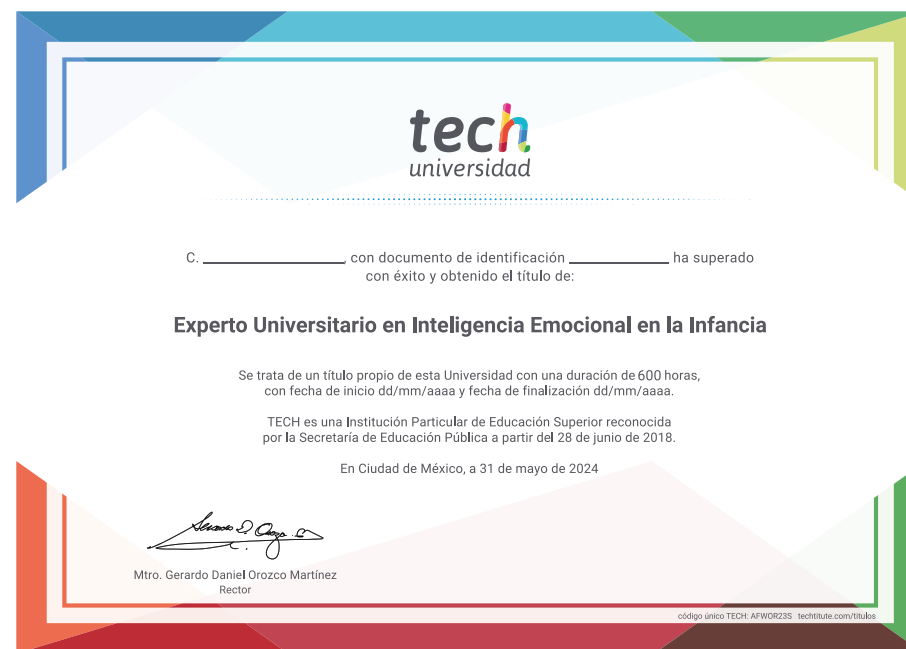 tech
universidad
C. ____________, con documento de identificación ____________ ha superado
con éxito y obtenido el título de:
Experto Universitario en Inteligencia Emocional en la Infancia
Se trata de un título propio de esta Universidad con una duración de 600 horas,
con fecha de inicio dd/mm/aaaa y fecha de finalización dd/mm/aaaa.
TECH es una Institución Particular de Educación Superior reconocida
por la Secretaría de Educación Pública a partir del 28 de junio de 2018.
En Ciudad de México, a 31 de mayo de 2024
Mtro. Gerardo Daniel Orozco Martínez
Rector
código único TECH: AFWOR23S techtitute.com/titulos